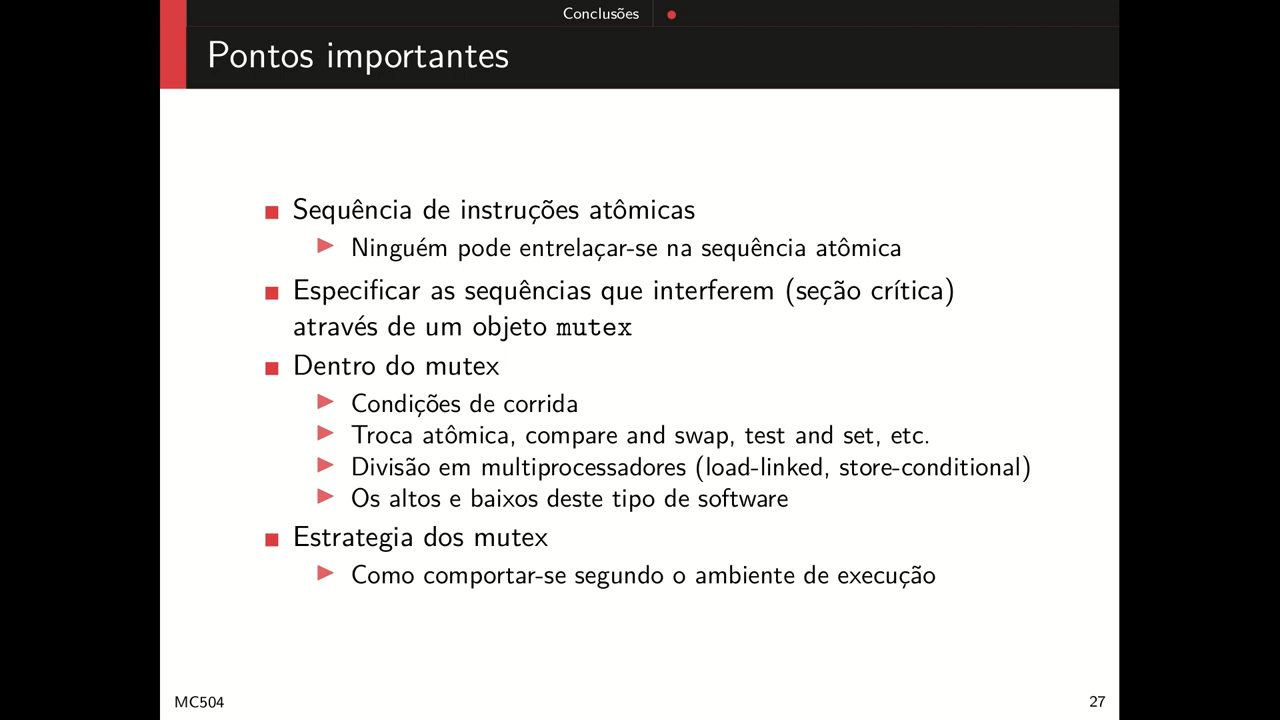 Conclusões
Pontos importantes
Sequência de instruções atômicas
Ninguém pode entrelaçar-se na sequência atômica
Especificar as sequências que interferem (seção crítica)
através de um objeto mutex
Dentro do mutex
Condições de corrida
Troca atômica, compare and swap, test and set, etc.
Divisão em multiprocessadores (load-linked, store-conditional)
Os altos e baixos deste tipo de software
Estrategia dos mutex
Como comportar-se segundo o ambiente de execução
MC504
27